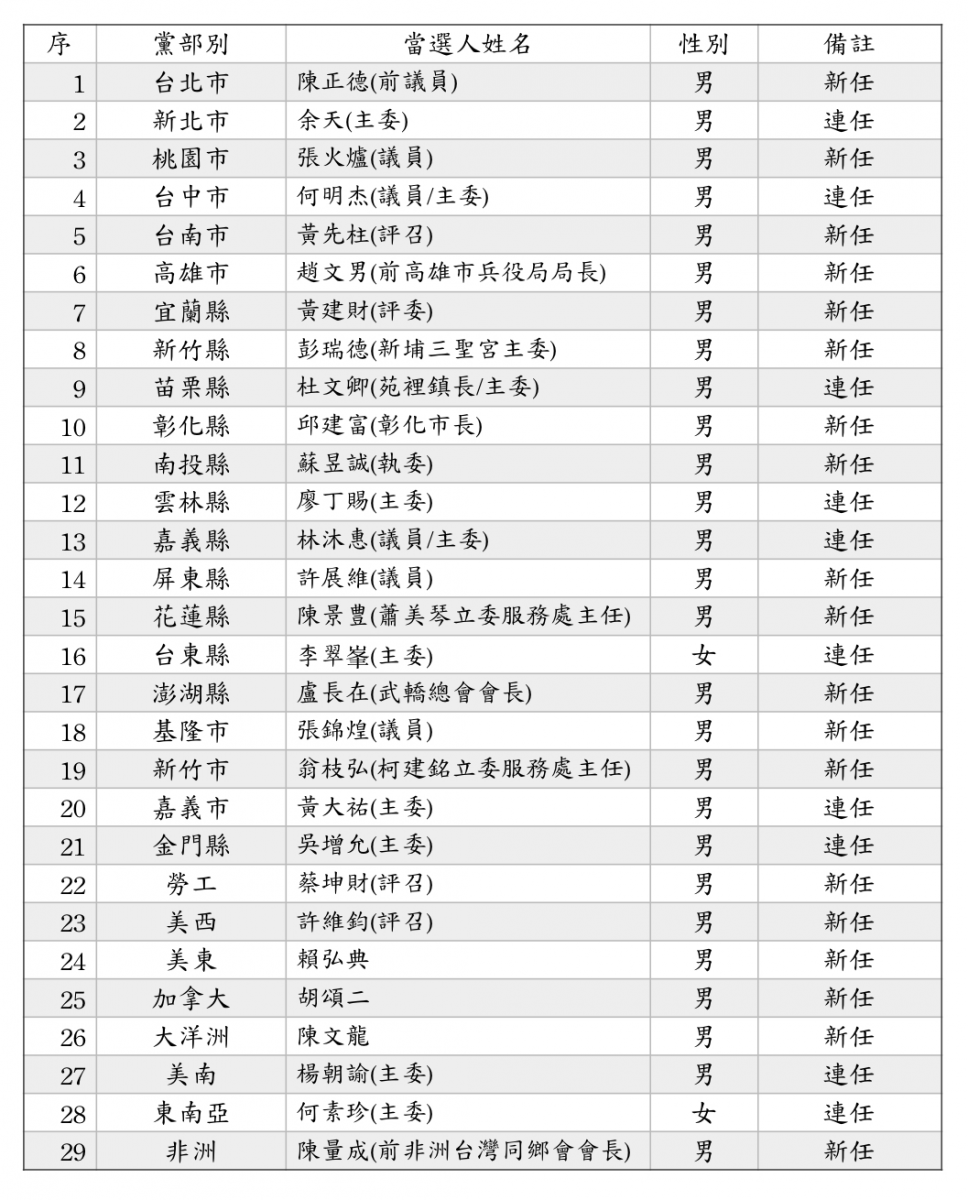 序 黨部別 當選人姓名 性別 備註
1 台北市 陳正德(前議員) 男 新任
2 新北市 余天(主委) 男 連任
3 桃園市 張火爐(議員) 男 新任
4 台中市 何明杰(議員/主委) 男 連任
5 台南市 黃先柱(評召) 男 新任
6 高雄市 趙文男(前高雄市兵役局局長) 男 新任
7 宜蘭縣 黃建財(評委) 男 新任
8 新竹縣 彭瑞德(新埔三聖宮主委) 男 新任
9 苗栗縣 杜文卿(苑裡鎮長/主委) 男 連任
10 彰化縣 邱建富(彰化市長) 男 新任
11 南投縣 蘇昱誠(執委) 男 新任
12 雲林縣 廖丁賜(主委) 男 連任
13 嘉義縣 林沐惠(議員/主委) 男 連任
14 屏東縣 許展維(議員) 男 新任
15 花蓮縣 陳景豊(蕭美琴立委服務處主任) 男 新任
16 台東縣 李翠峯(主委) 女 連任
17 澎湖縣 盧長在(武轎總會會長) 男 新任
18 基隆市 張錦煌(議員) 男 新任
19 新竹市 翁枝弘(柯建銘立委服務處主任) 男 新任
20 嘉義市 黃大祐(主委) 男 連任
21 金門縣 吳增允(主委) 男 連任
22 勞工 蔡坤財(評召) 男 新任
23 美西 許維鈞(評召) 男 新任
24 美東 賴弘典 男 新任
25 加拿大 胡頌二 男 新任
26 大洋洲 陳文龍 男 新任
27 美南 楊朝諭(主委) 男 連任
28 東南亞 何素珍(主委) 女 連任
29 非洲 陳量成(前非洲台灣同鄉會會長) 男 新任